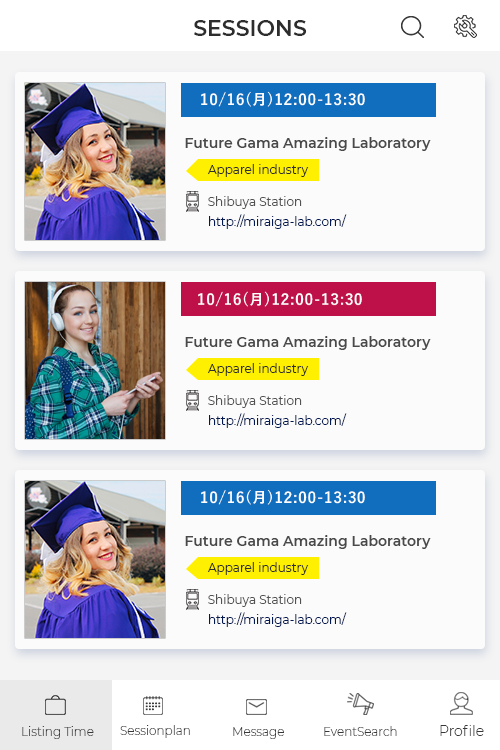 SESSIONS
10/16(月)12:00-13:30
Future Gama Amazing Laboratory
Apparel industry
Shibuya Station
http://miraiga-lab.com/
10/16(月)12:00-13:30
Future Gama Amazing Laboratory
Apparel industry
Shibuya Station
http://miraiga-lab.com/
10/16(月)12:00-13:30
Future Gama Amazing Laboratory
Apparel industry
Shibuya Station
http://miraiga-lab.com/
Listing Time
Sessionplan
Message
EventSearch
Profile